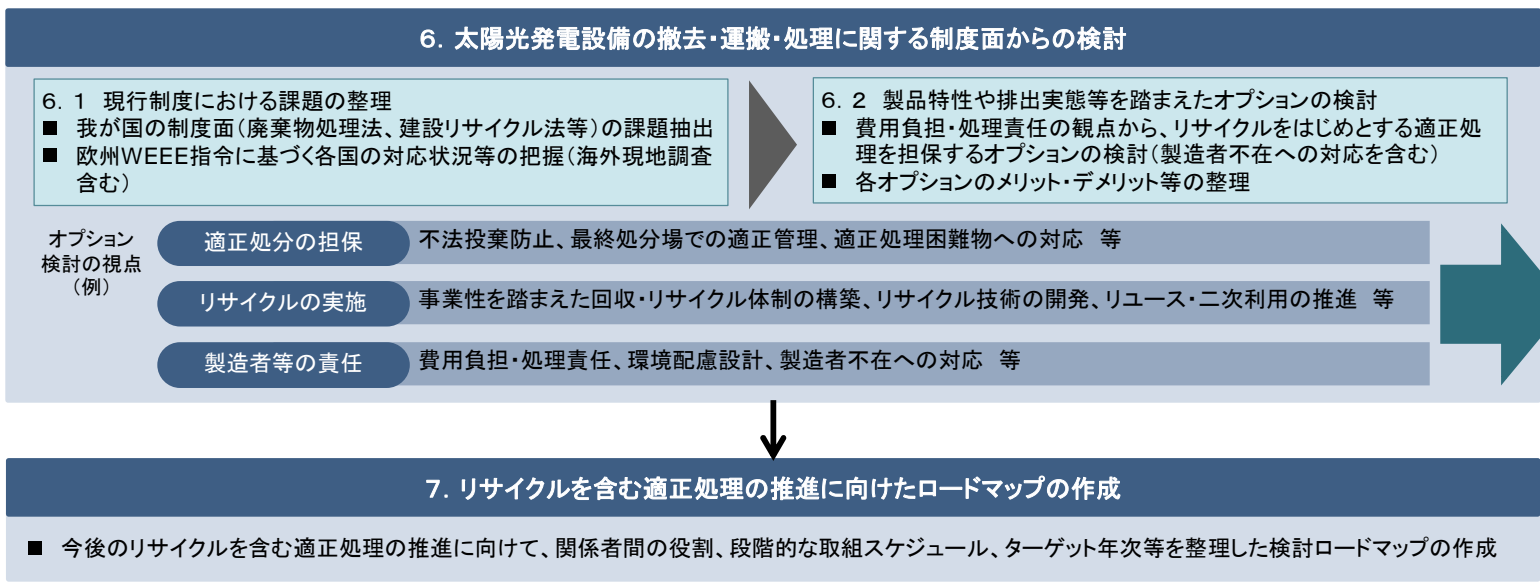 6．太陽光発電設備の撤去・運搬・処理に関する制度面からの検討
6．1　現行制度における課題の整理
■ 我が国の制度面（廃棄物処理法、建設リサイクル法等）の課題抽出
■ 欧州WEEE指令に基づく各国の対応状況等の把握（海外現地調査
含む）
6．2　製品特性や排出実態等を踏まえたオプションの検討
■ 費用負担・処理責任の観点から、リサイクルをはじめとする適正処
理を担保するオプションの検討（製造者不在への対応を含む）
■ 各オプションのメリット・デメリット等の整理
オプション
検討の視点
（例）
適正処分の担保
不法投棄防止、最終処分場での適正管理、適正処理困難物への対応　等
リサイクルの実施
事業性を踏まえた回収・リサイクル体制の構築、リサイクル技術の開発、リユース・二次利用の推進　等
製造者等の責任
費用負担・処理責任、環境配慮設計、製造者不在への対応　等
7．リサイクルを含む適正処理の推進に向けたロードマップの作成
■ 今後のリサイクルを含む適正処理の推進に向けて、関係者間の役割、段階的な取組スケジュール、ターゲット年次等を整理した検討ロードマップの作成